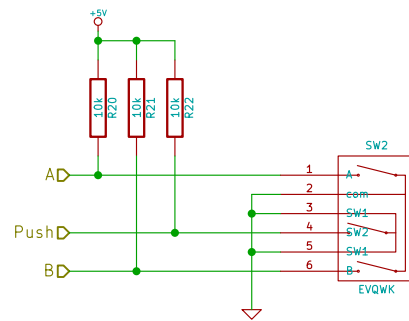 +5V
10k
R20
10k
R21
10k
R22
SW2
A
1
A
2
com
3
SW1
Push
4
SW2
5
SW1
B
6
B
EVQWK